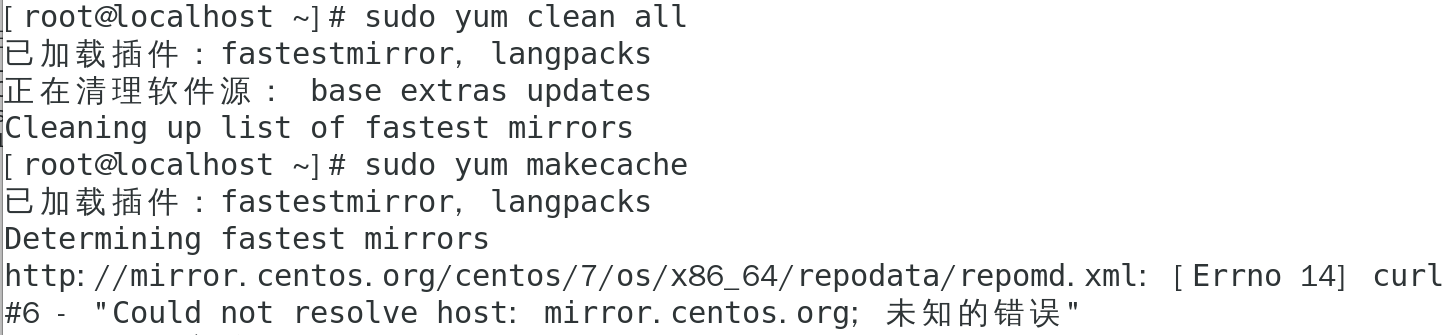 [root@localhost ~]# sudo yum clean all
已加载插件：fastestmirror, langpacks
正在清理软件源： base extras updates
Cleaning up list of fastest mirrors
[root@localhost ~]# sudo yum makecache
已加载插件：fastestmirror, langpacks
Determining fastest mirrors
http://mirror.centos.org/centos/7/os/x86_64/repodata/repomd.xml: [Errno 14] curl
#6 - "Could not resolve host: mirror.centos.org; 未知的错误"